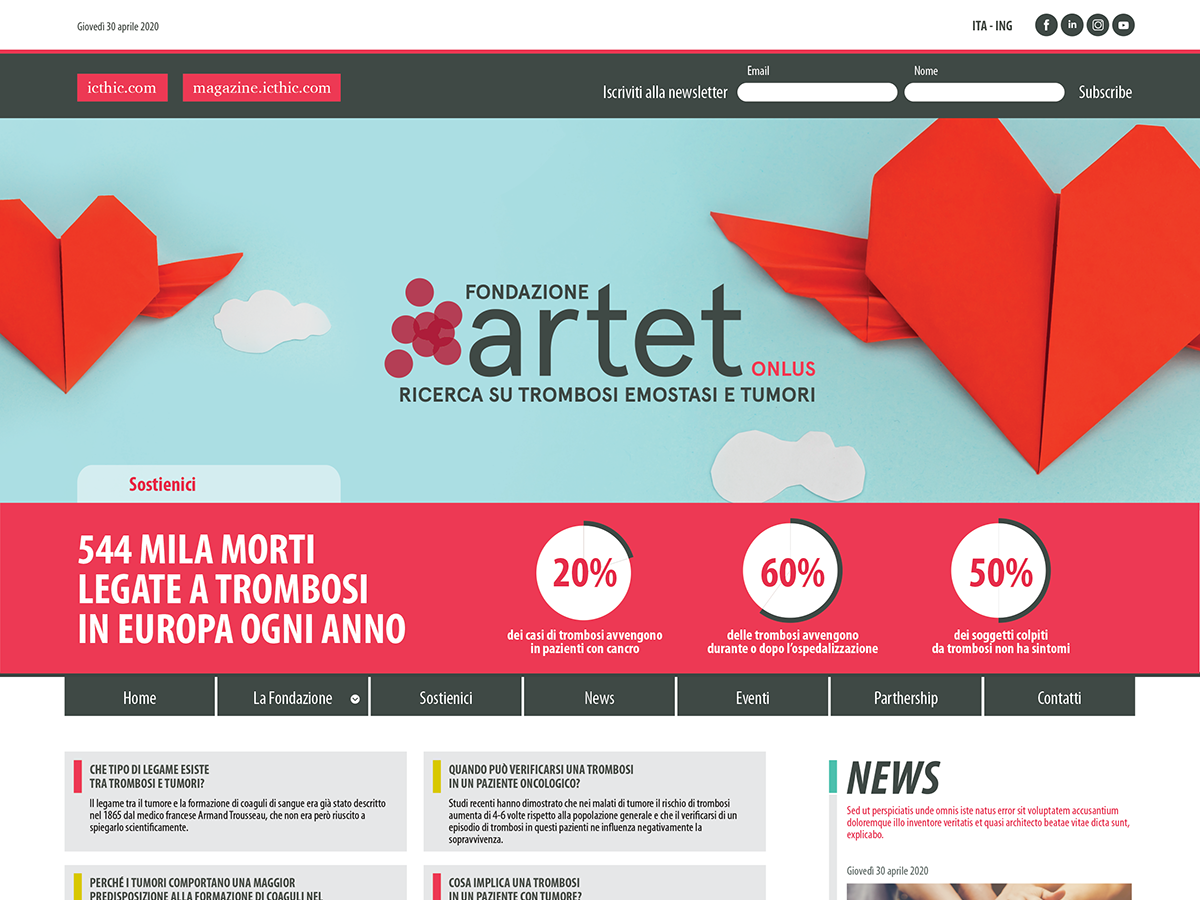 Giovedì 30 aprile 2020
ITA - ING
f
in
icthic.com
magazine.icthic.com
Iscriviti alla newsletter
Email
Nome
Subscribe
FONDAZIONE
artet
ONLUS
RICERCA SU TROMBOSI EMOSTASI E TUMORI
Sostienici
544 MILA MORTI
LEGATE A TROMBOSI
IN EUROPA OGNI ANNO
20%
dei casi di trombosi avvengono
in pazienti con cancro
60%
delle trombosi avvengono
durante o dopo l'ospedalizzazione
50%
dei soggetti colpiti
da trombosi non ha sintomi
Home
La Fondazione
Sostienici
News
Eventi
Parthership
Contatti
CHE TIPO DI LEGAME ESISTE
TRA TROMBOSI E TUMORI?
Il legame tra il tumore e la formazione di coaguli di sangue era già stato descritto
nel 1865 dal medico francese Armand Trousseau, che non era però riuscito a
spiegarlo scientificamente.
QUANDO PUÒ VERIFICARSI UNA TROMBOSI
IN UN PAZIENTE ONCOLOGICO?
Studi recenti hanno dimostrato che nei malati di tumore il rischio di trombosi
aumenta di 4-6 volte rispetto alla popolazione generale e che il verificarsi di un
episodio di trombosi in questi pazienti ne influenza negativamente la
sopravvivenza.
PERCHÉ I TUMORI COMPORTANO UNA MAGGIOR
PREDISPOSIZIONE ALLA FORMAZIONE DI COAGULI NEL
COSA IMPLICA UNA TROMBOSI
IN UN PAZIENTE CON TUMORE?
NEWS
Sed ut perspiciatis unde omnis iste natus error sit voluptatem accusantium
doloremque illo inventore veritatis et quasi architecto beatae vitae dicta sunt,
explicabo.
Giovedì 30 aprile 2020